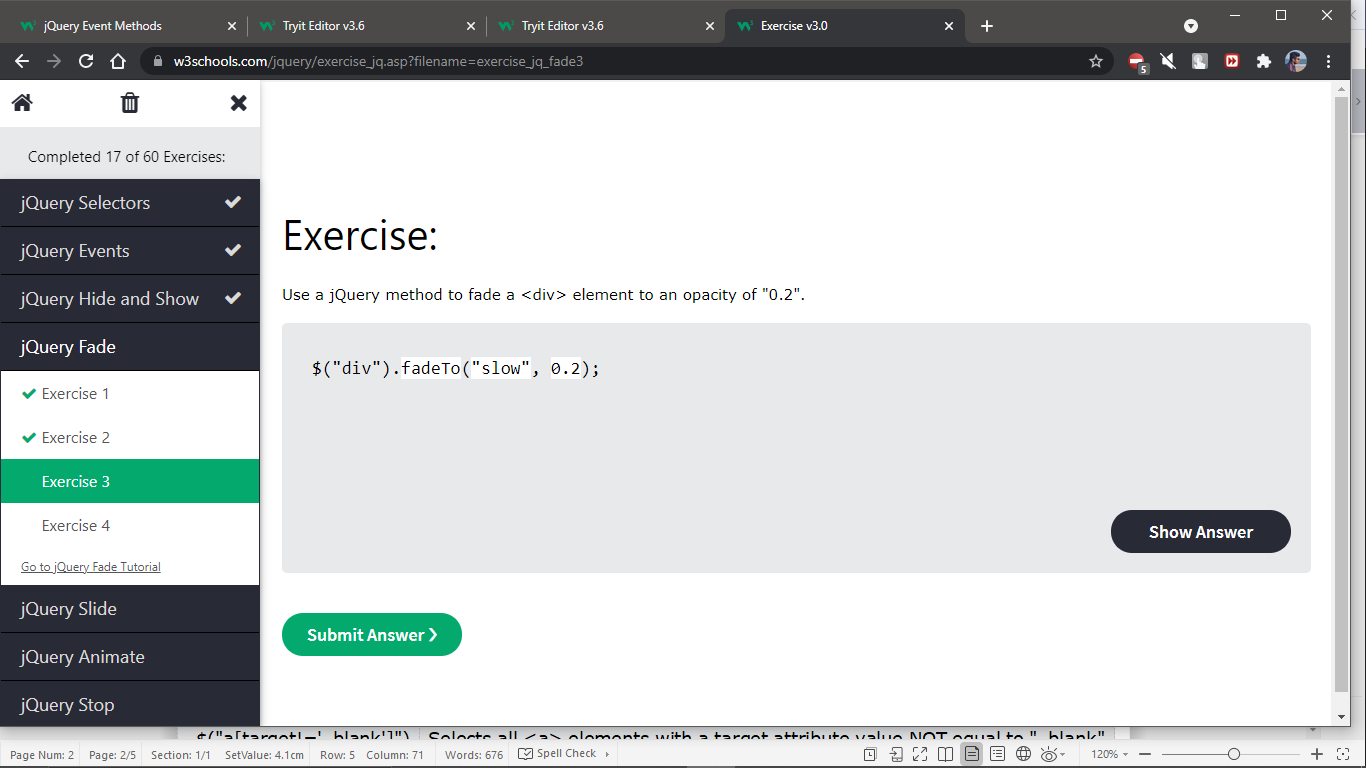 jQuery Event Methods
Tryit Editor v3.6
Tryit Editor v3.6
Exercise v3.0
w3schools.com/jquery/exercise_jq.asp?filename=exercise_jq_fade3
5
Completed 17 of 60 Exercises:
jQuery Selectors
jQuery Events
jQuery Hide and Show
jQuery Fade
Exercise 1
Exercise 2
Exercise 3
Exercise 4
Go to jQuery Fade Tutorial
jQuery Slide
jQuery Animate
jQuery Stop
Exercise:
Use a jQuery method to fade a <div> element to an opacity of "0.2".
$("div").fadeTo("slow", 0.2);
Show Answer
Submit Answer ❯
$("a[target!='_blank']") Selects all <a> elements with a target attribute value NOT equal to "_blank"
Page Num: 2 Page: 2/5 Section: 1/1 SetValue: 4.1cm Row: 5 Column: 71 Words: 676 Spell Check 120%